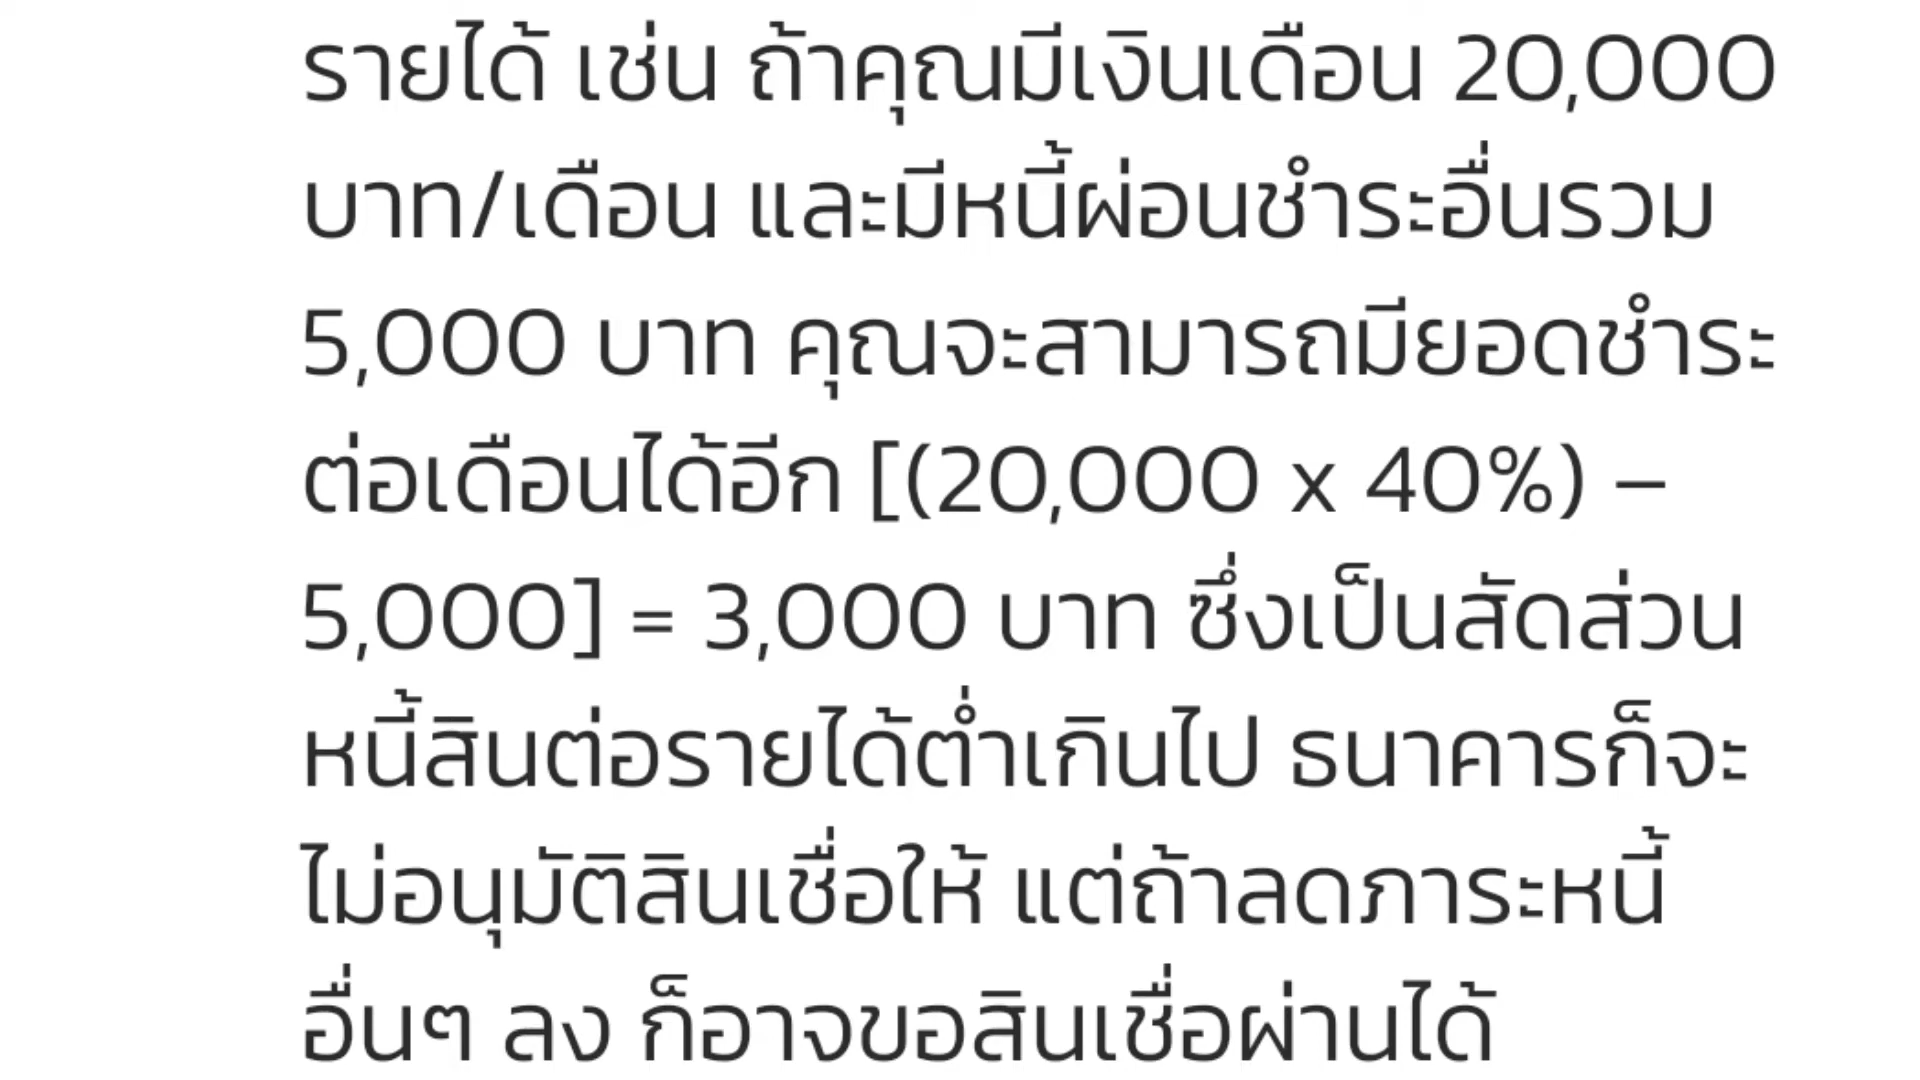 รายได้ เช่น ถ้าคุณมีเงินเดือน 20,000
บาท/เดือน และมีหนี้ผ่อนชำระอื่นรวม
5,000 บาท คุณจะสามารถมียอดชำระ
ต่อเดือนได้อีก [(20,000 x 40%) –
5,000] = 3,000 บาท ซึ่งเป็นสัดส่วน
หนี้สินต่อรายได้ต่ำเกินไป ธนาคารก็จะ
ไม่อนุมัติสินเชื่อให้ แต่ถ้าลดภาระหนี้
อื่นๆ ลง ก็อาจขอสินเชื่อผ่านได้